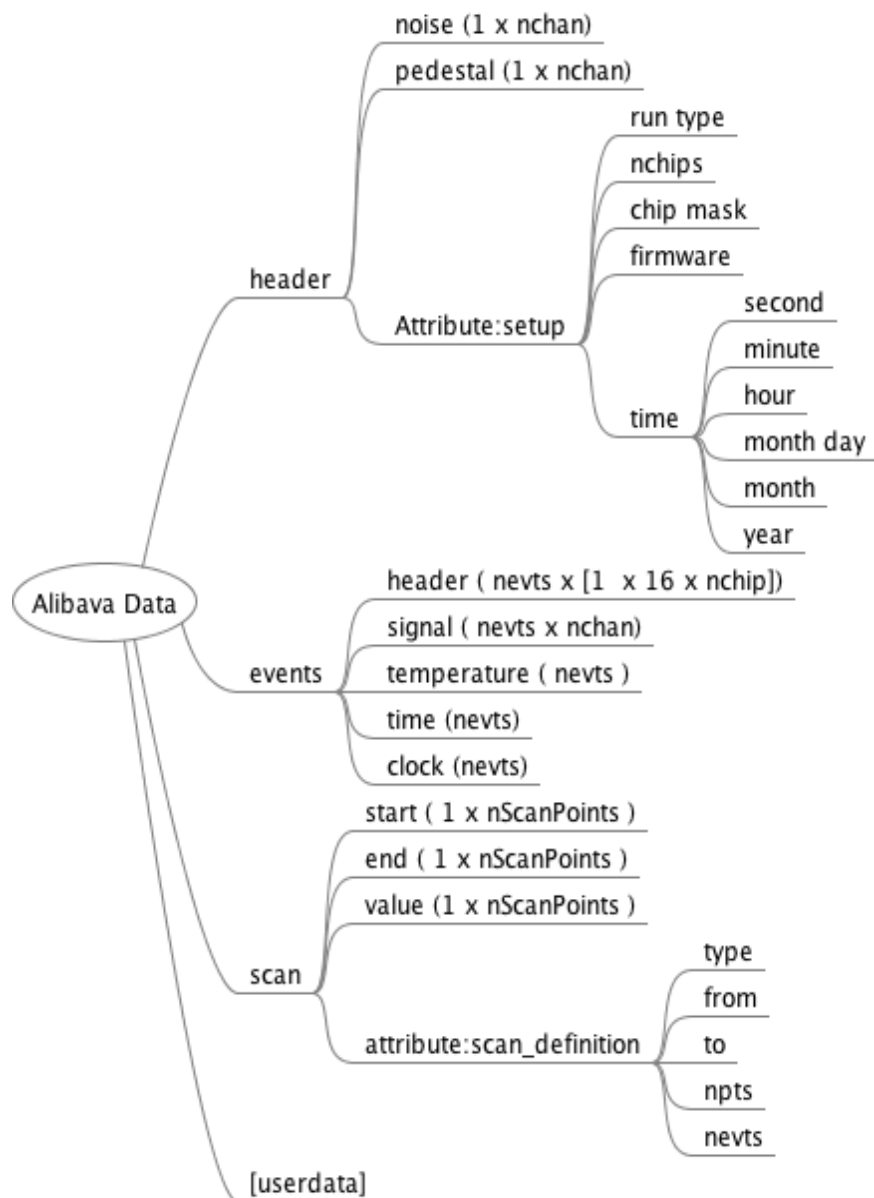 noise (1 x nchan)
pedestal (1 x nchan)
run type
nchips
chip mask
firmware
header
second
Attribute:setup
minute
hour
time
month day
month
year
header ( nevts x [1 x 16 x nchip])
Alibava Data
signal ( nevts x nchan)
events
temperature ( nevts )
time (nevts)
clock (nevts)
start ( 1 x nScanPoints )
end ( 1 x nScanPoints )
value (1 x nScanPoints )
type
scan
from
attribute:scan_definition
to
npts
nevts
[userdata]